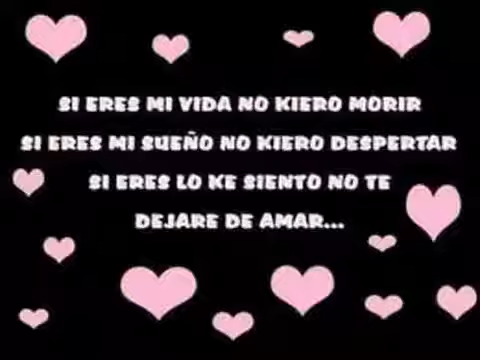 SI ERES MI VIDA NO KIERO MORIR
SI ERES MI SUEÑO NO KIERO DESPERTAR
SI ERES LO KE SIENTO NO TE
DEJARE DE AMAR...